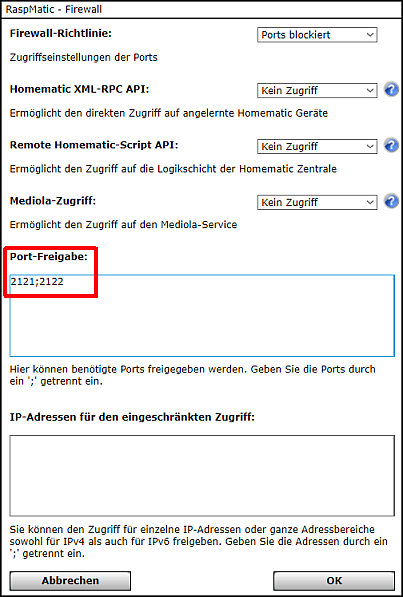 RaspMatic - Firewall
Firewall-Richtlinie: Ports blockiert
Zugriffseinstellungen der Ports
Homematic XML-RPC API: Kein Zugriff
Ermöglicht den direkten Zugriff auf angelernte Homematic Geräte
Remote Homematic-Script API: Kein Zugriff
Ermöglicht den Zugriff auf die Logikschicht der Homematic Zentrale
Mediola-Zugriff: Kein Zugriff
Ermöglicht den Zugriff auf den Mediola-Service
Port-Freigabe:
2121;2122
Hier können benötigte Ports freigegeben werden. Geben Sie die Ports durch
ein ';' getrennt ein.
IP-Adressen für den eingeschränkten Zugriff:
Sie können den Zugriff für einzelne IP-Adressen oder ganze Adressbereiche
sowohl für IPv4 als auch für IPv6 freigeben. Geben Sie die Adressen durch ein
';' getrennt ein.
Abbrechen OK